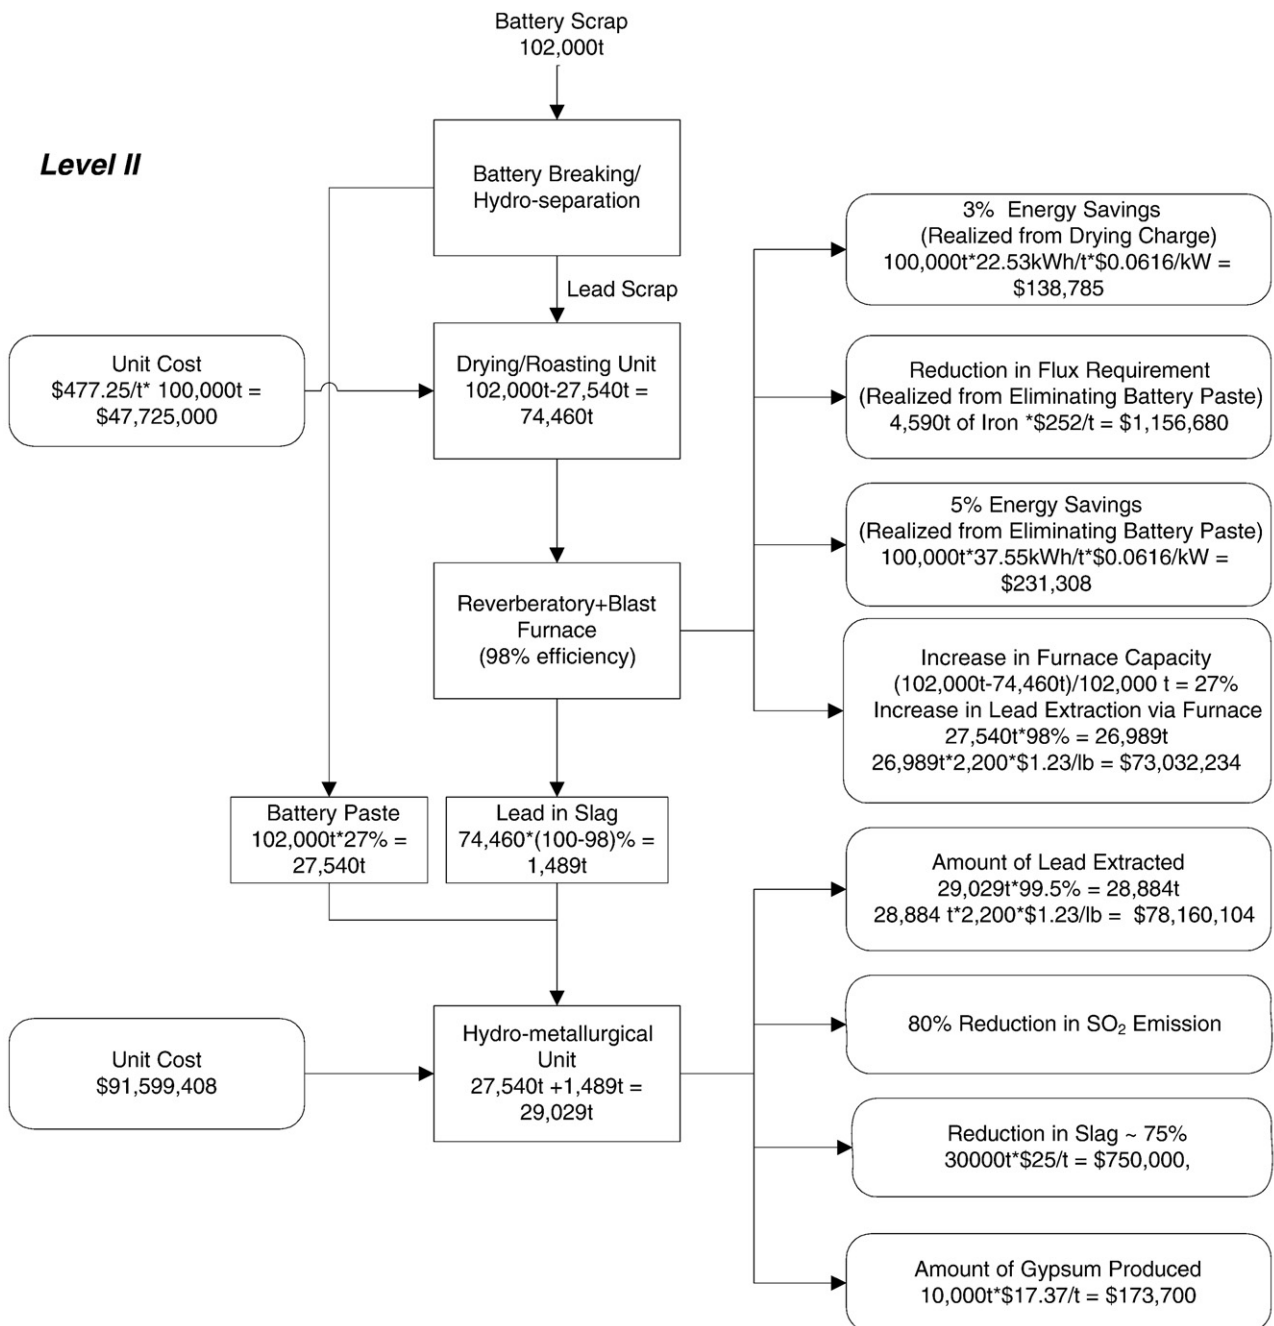 Battery Scrap
102,000t
Level II
Battery Breaking/
Hydro-separation
Lead Scrap
Unit Cost
$477.25/t* 100,000t =
$47,725,000
Drying/Roasting Unit
102,000t-27,540t =
74,460t
Reverberatory+Blast
Furnace
(98% efficiency)
3%  Energy Savings
(Realized from Drying Charge)
100,000t*22.53kWh/t*$0.0616/kW =
$138,785
Reduction in Flux Requirement
(Realized from Eliminating Battery Paste)
4,590t of Iron *$252/t = $1,156,680
5% Energy Savings
(Realized from Eliminating Battery Paste)
100,000t*37.55kWh/t*$0.0616/kW =
$231,308
Increase in Furnace Capacity
(102,000t-74,460t)/102,000 t = 27%
Increase in Lead Extraction via Furnace
27,540t*98% = 26,989t
26,989t*2,200*$1.23/lb = $73,032,234
Battery Paste
102,000t*27% =
27,540t
Lead in Slag
74,460*(100-98)% =
1,489t
Unit Cost
$91,599,408
Hydro-metallurgical
Unit
27,540t +1,489t =
29,029t
Amount of Lead Extracted
29,029t*99.5% = 28,884t
28,884 t*2,200*$1.23/lb =  $78,160,104
80% Reduction in SO₂ Emission
Reduction in Slag ~ 75%
30000t*$25/t = $750,000,
Amount of Gypsum Produced
10,000t*$17.37/t = $173,700